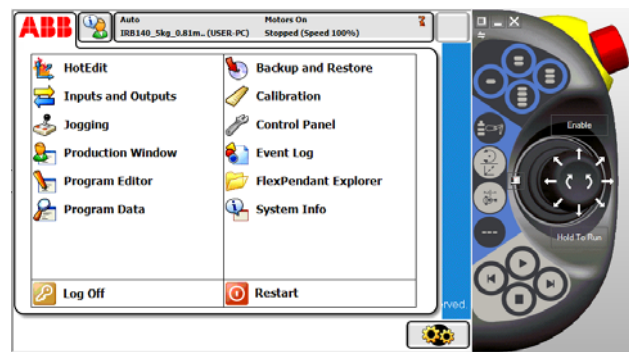 ABB
Auto
Motors On
IRB140_5kg_0.81m... (USER-PC)
Stopped (Speed 100%)
HotEdit
Backup and Restore
Inputs and Outputs
Calibration
Jogging
Control Panel
Production Window
Event Log
Program Editor
FlexPendant Explorer
Program Data
System Info
Log Off
Restart
rved.
Enable
Hold To Run